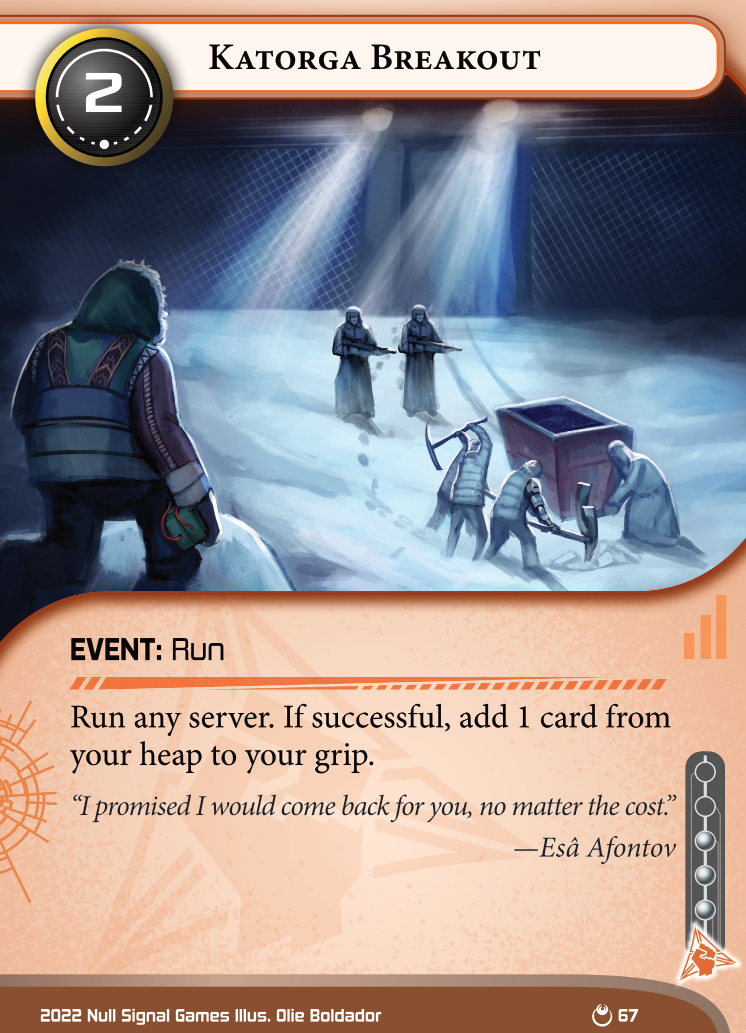 2
Katorga Breakout
EVENT: Run
Run any server. If successful, add 1 card from
your heap to your grip.
“I promised I would come back for you, no matter the cost.”
—Esâ Afontov
2022 Null Signal Games Illus. Olie Boldador
67